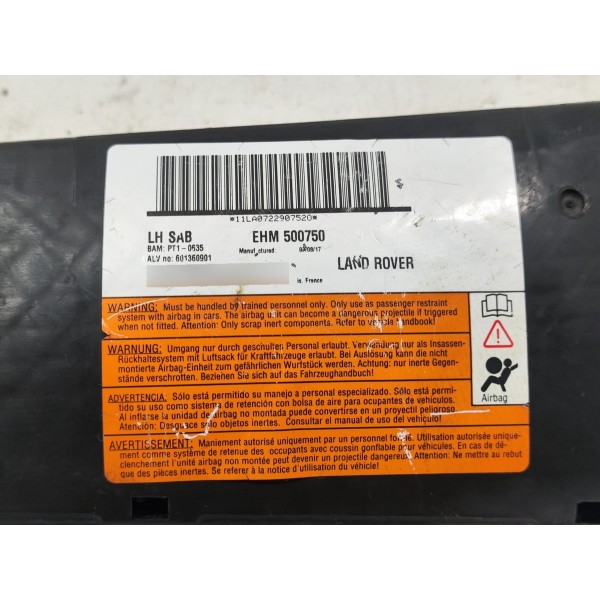 *11LA0722907520*
LH SAB EHM 500750
BAM: PT1-0635 Manufactured:
ALV no: 601360901 LAND ROVER
is, France
WARNING: Must be handled by trained personnel only. Only use as passenger restraint
system with airbag in cars. The airbag unit can become a dangerous projectile if triggered
when not fitted. Attention: Only scrap inert components. Refer to vehicle handbook!
WARNUNG: Umgang nur durch geschulten Personal erlaubt. Verwendung nur als Insassen-
Rückhaltesystem mit Luftsack für Kraftfahrzeuge erlaubt. Bei Auslösung kann die nicht
montierte Airbag-Einheit zum gefährlichen Wurfstück werden. Achtung: nur inerte Gegen-
stände verschrotten. Beziehen Sie sich auf das Fahrzeughandbuch!
Airbag
ADVERTENCIA: Sólo está permitido su manejo a personal especializado. Sólo está permi-
tido su uso como sistema de retención con bolsa de aire para ocupantes de vehículos.
Al inflarse la unidad de airbag no montada puede convertirse en un proyectil peligroso
Atención: Desguace sólo objetos inertes. Consultar el manual de uso del vehículo!
AVERTISSEMENT: Maniement autorisé uniquement par un personnel formé. Utilisation autorisée unique-
ment comme système de retenue des occupants avec coussin gonflable pour véhicules. En cas de dé-
clenchement l'unité airbag non montée peut devenir un projectile dangereux. Attention: Ne mettre au rebut
que des pièces inertes. Se referer à la notice d'utilisation du véhicule!